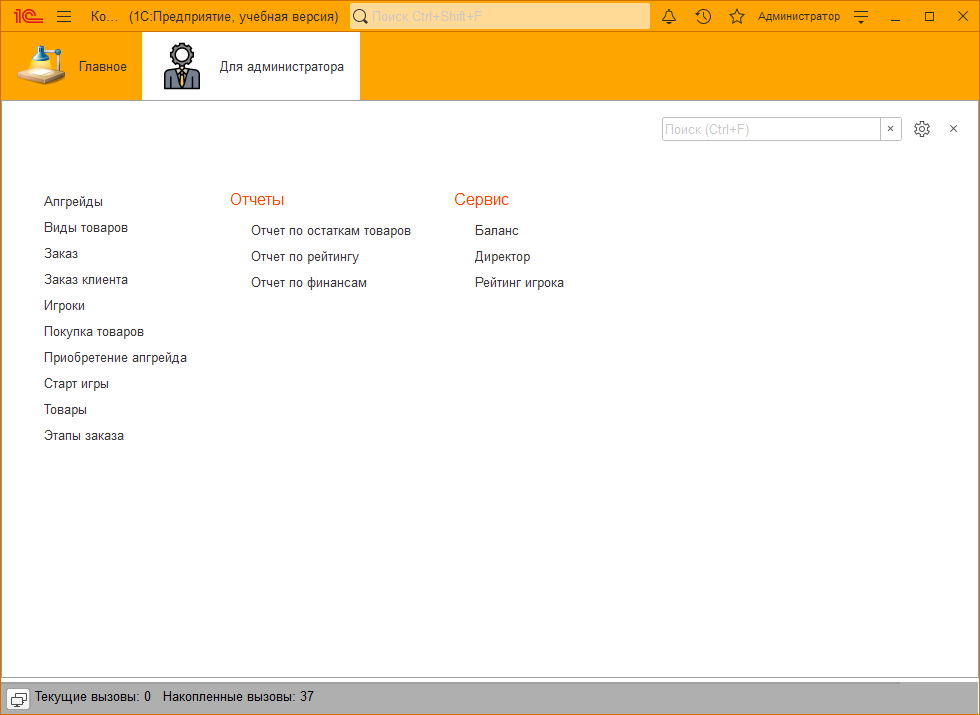 1С Ко... (1С:Предприятие, учебная версия) Поиск Ctrl+Shift+F Администратор
Главное
Для администратора
Поиск (Ctrl+F)
Апгрейды
Виды товаров
Заказ
Заказ клиента
Игроки
Покупка товаров
Приобретение апгрейда
Старт игры
Товары
Этапы заказа
Отчеты
Отчет по остаткам товаров
Отчет по рейтингу
Отчет по финансам
Сервис
Баланс
Директор
Рейтинг игрока
Текущие вызовы: 0 Накопленные вызовы: 37